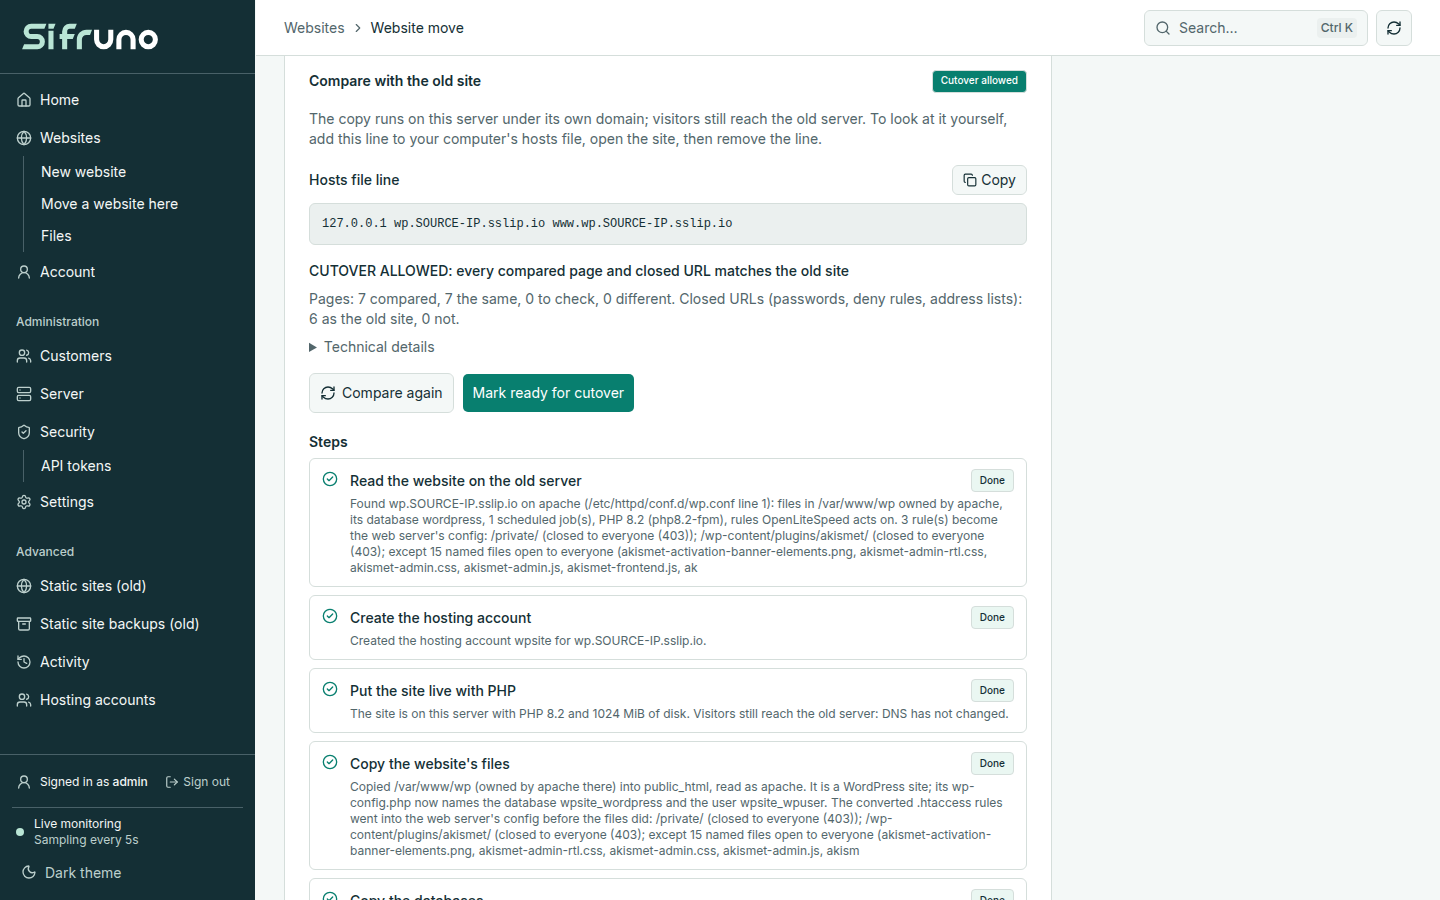 Sifruno
Websites > Website move
Search...
Ctrl K
Home
Websites
New website
Move a website here
Files
Account
Administration
Customers
Server
Security
API tokens
Settings
Advanced
Static sites (old)
Static site backups (old)
Activity
Hosting accounts
Signed in as admin
Sign out
Live monitoring
Sampling every 5s
Dark theme
Compare with the old site
Cutover allowed
The copy runs on this server under its own domain; visitors still reach the old server. To look at it yourself,
add this line to your computer's hosts file, open the site, then remove the line.
Hosts file line
Copy
127.0.0.1 wp.SOURCE-IP.sslip.io www.wp.SOURCE-IP.sslip.io
CUTOVER ALLOWED: every compared page and closed URL matches the old site
Pages: 7 compared, 7 the same, 0 to check, 0 different. Closed URLs (passwords, deny rules, address lists):
6 as the old site, 0 not.
Technical details
Compare again
Mark ready for cutover
Steps
Read the website on the old server
Done
Found wp.SOURCE-IP.sslip.io on apache (/etc/httpd/conf.d/wp.conf line 1): files in /var/www/wp owned by apache,
its database wordpress, 1 scheduled job(s), PHP 8.2 (php8.2-fpm), rules OpenLiteSpeed acts on. 3 rule(s) become
the web server's config: /private/ (closed to everyone (403)); /wp-content/plugins/akismet/ (closed to everyone
(403); except 15 named files open to everyone (akismet-activation-banner-elements.png, akismet-admin-rtl.css,
akismet-admin.css, akismet-admin.js, akismet-frontend.js, ak
Create the hosting account
Done
Created the hosting account wpsite for wp.SOURCE-IP.sslip.io.
Put the site live with PHP
Done
The site is on this server with PHP 8.2 and 1024 MiB of disk. Visitors still reach the old server: DNS has not changed.
Copy the website's files
Done
Copied /var/www/wp (owned by apache there) into public_html, read as apache. It is a WordPress site; its wp-
config.php now names the database wpsite_wordpress and the user wpsite_wpuser. The converted .htaccess rules
went into the web server's config before the files did: /private/ (closed to everyone (403)); /wp-
content/plugins/akismet/ (closed to everyone (403); except 15 named files open to everyone (akismet-activation-
banner-elements.png, akismet-admin-rtl.css, akismet-admin.css, akismet-admin.js, akism
Copy the databases
Done